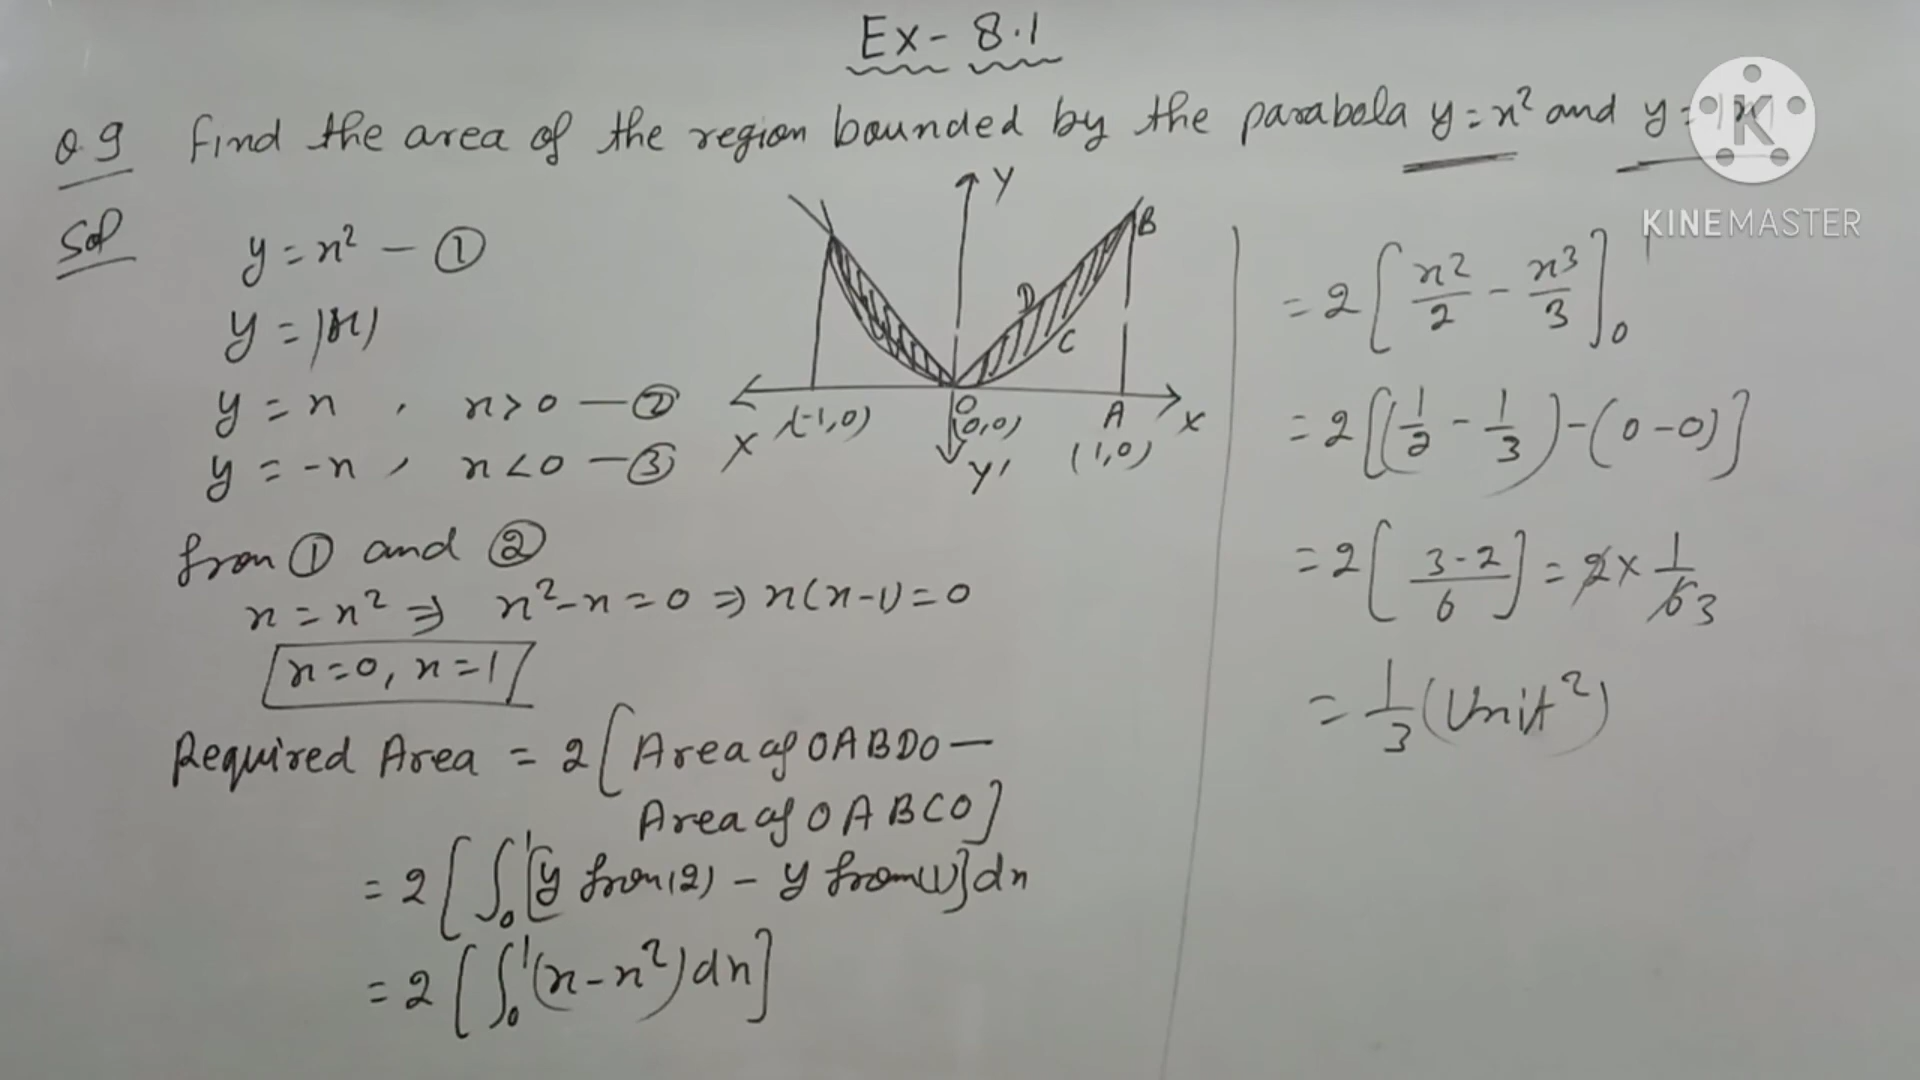 Ex- 8.1
Q.9 Find the area of the region bounded by the parabola y = x² and y = |x|
Sol
y = x² — ①
y = |x|
y = x , x > 0 — ②
y = -x , x < 0 — ③
from ① and ②
x = x² ⇒ x² - x = 0 ⇒ x(x-1) = 0
x=0, x=1
Required Area = 2[Area of OABDO —
Area of OABCO]
= 2[∫₀¹[y from (2) - y from (1)]dx
= 2[∫₀¹(x-x²)dx]
Y
B
D
C
X
(-1,0)
O
(0,0)
A
(1,0)
X
Y'
= 2[x²/2 - x³/3]₀¹
= 2[(1/2 - 1/3) - (0-0)]
= 2[3-2/6] = 2 × 1/6 3
= 1/3 (Unit²)
K
KINEMASTER